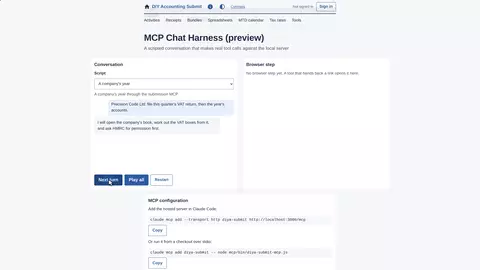 DIY Accounting Submit
Contents
Not signed in
Sign in
Activities Receipts Bundles Spreadsheets MTD calendar Tax rates Tools
MCP Chat Harness (preview)
A scripted conversation that makes real tool calls against the local server
Conversation
Script
A company's year
A company's year through the submission MCP
Precision Code Ltd: file this quarter's VAT return, then the year's
accounts.
I will open the company's book, work out the VAT boxes from it,
and ask HMRC for permission first.
Next turn
Play all
Restart
Browser step
No browser step yet. A tool that hands back a link opens it here.
MCP configuration
Add the hosted server in Claude Code:
claude mcp add --transport http diya-submit http://localhost:3000/mcp
Copy
Or run it from a checkout over stdio:
claude mcp add diya-submit -- node mcp/bin/diya-submit-mcp.js
Copy